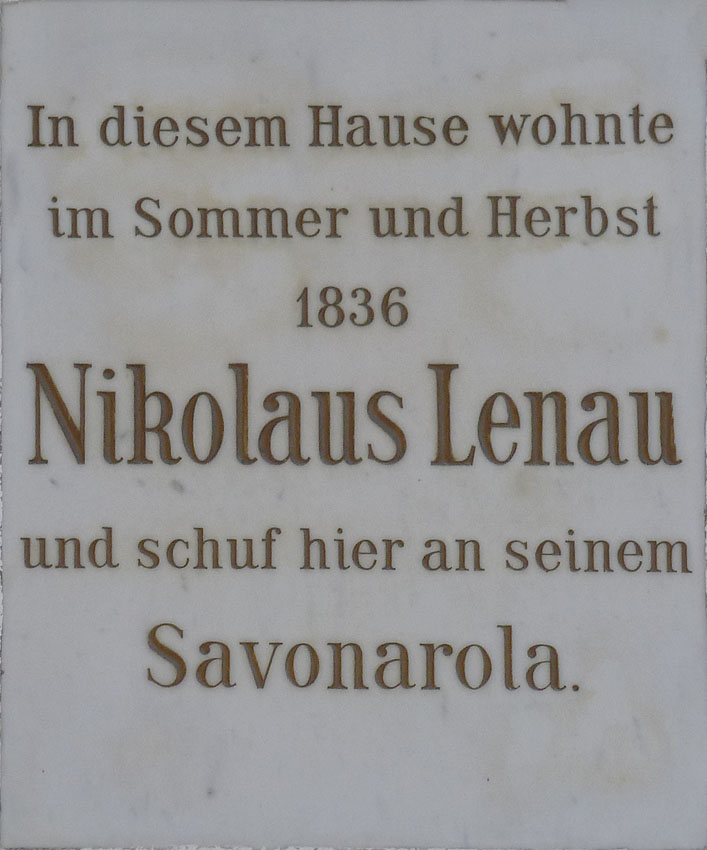 In diesem Hause wohnte
im Sommer und Herbst
1836
Nikolaus Lenau
und schuf hier an seinem
Savonarola.